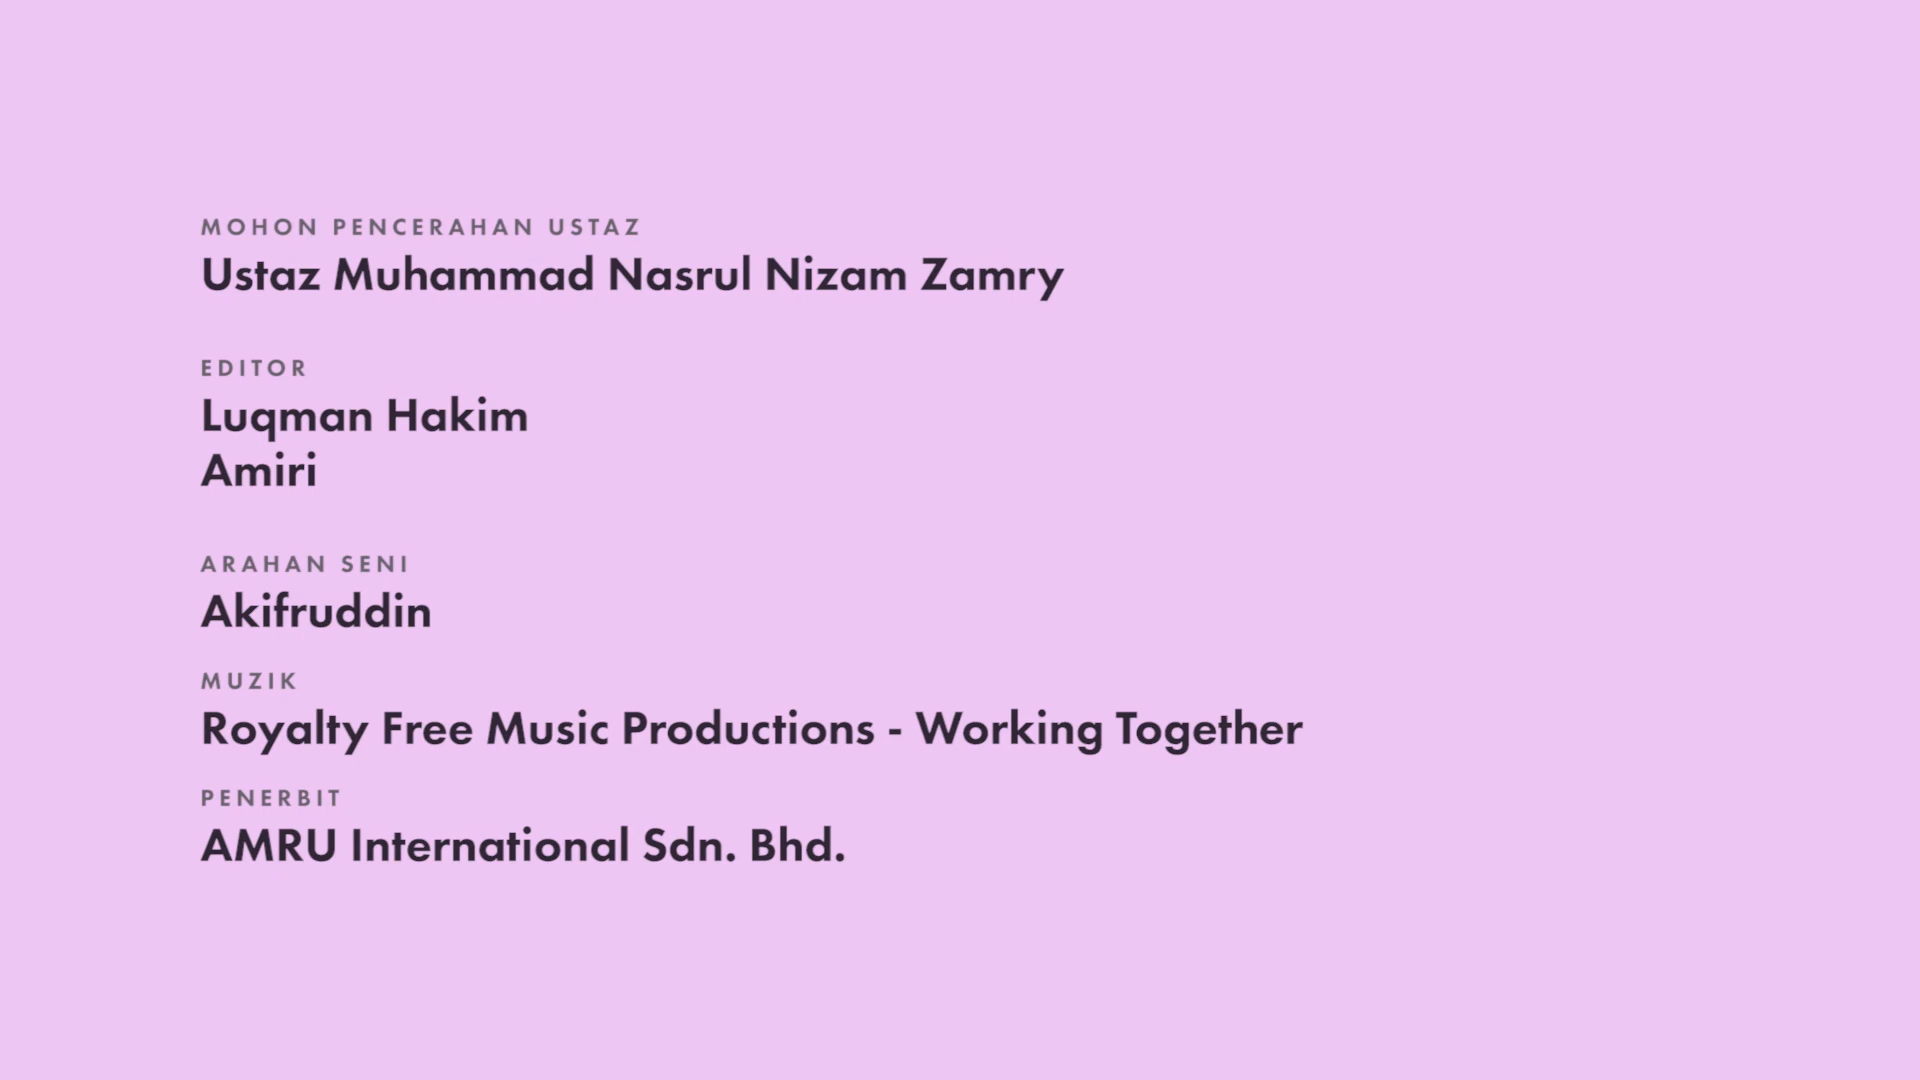 MOHON PENCERAHAN USTAZ
Ustaz Muhammad Nasrul Nizam Zamry
EDITOR
Luqman Hakim
Amiri
ARAHAN SENI
Akifruddin
MUZIK
Royalty Free Music Productions - Working Together
PENERBIT
AMRU International Sdn. Bhd.